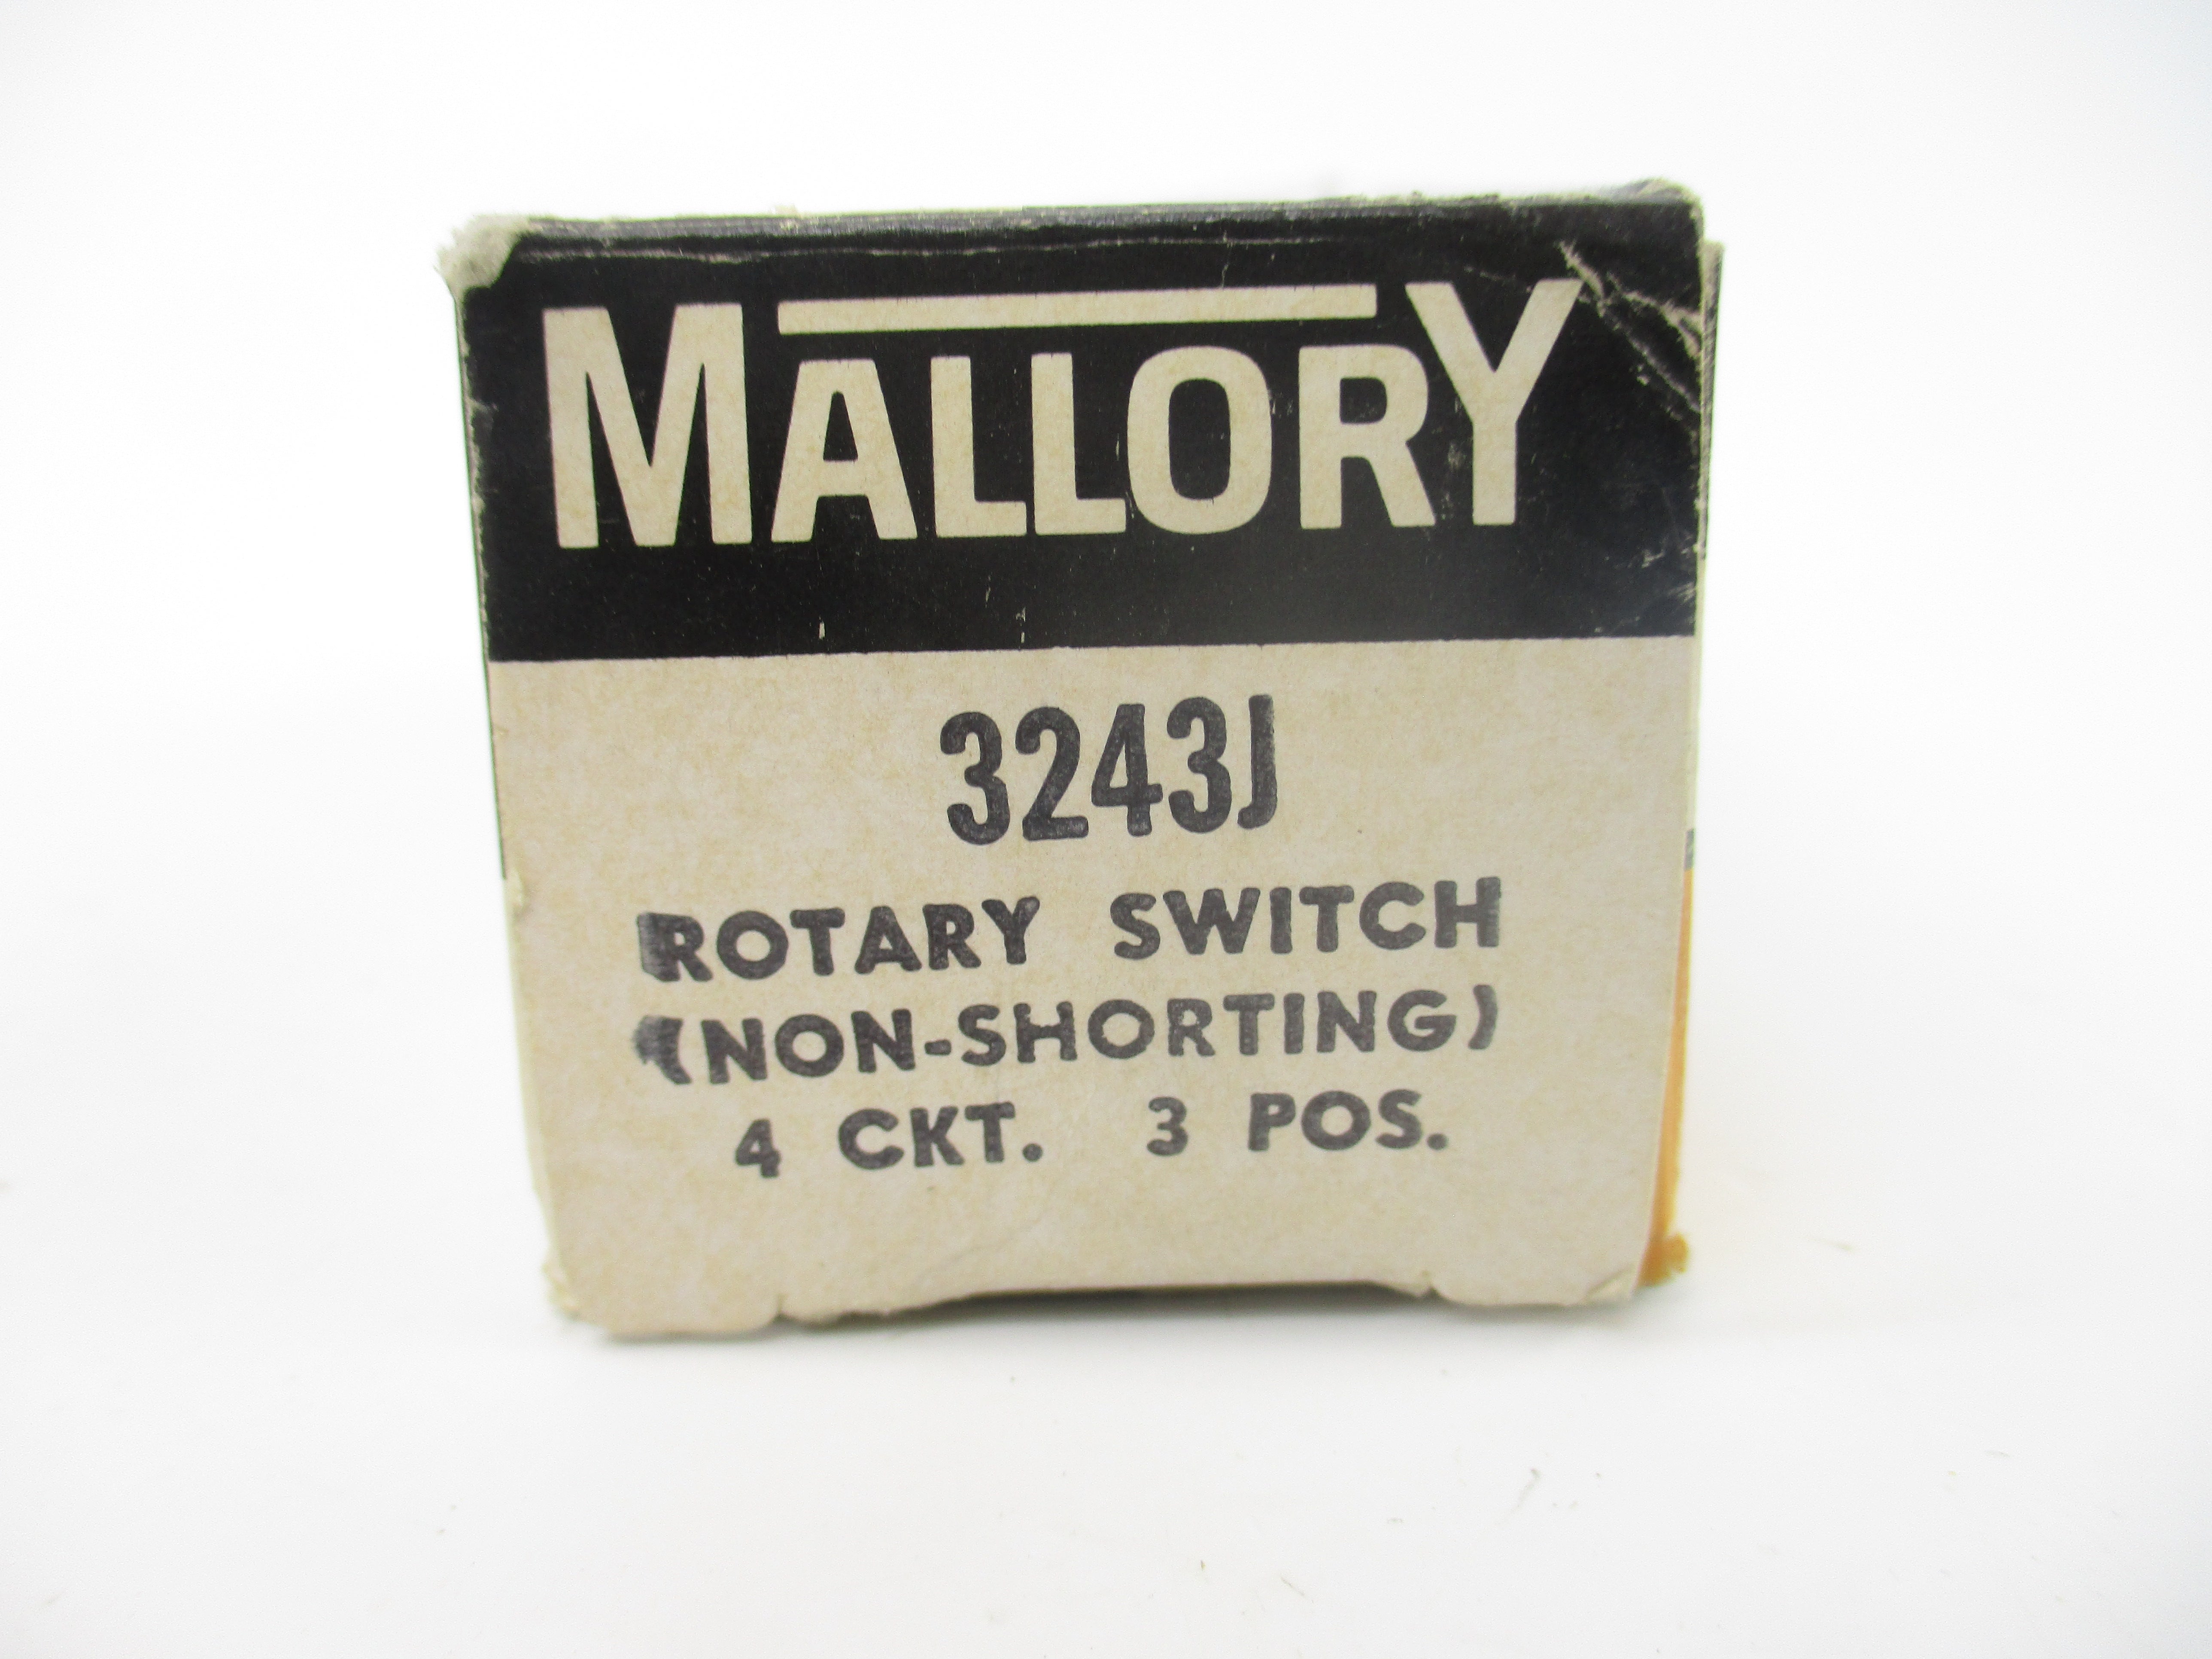 MALLORY
3243J
ROTARY SWITCH
(NON-SHORTING)
4 CKT. 3 POS.